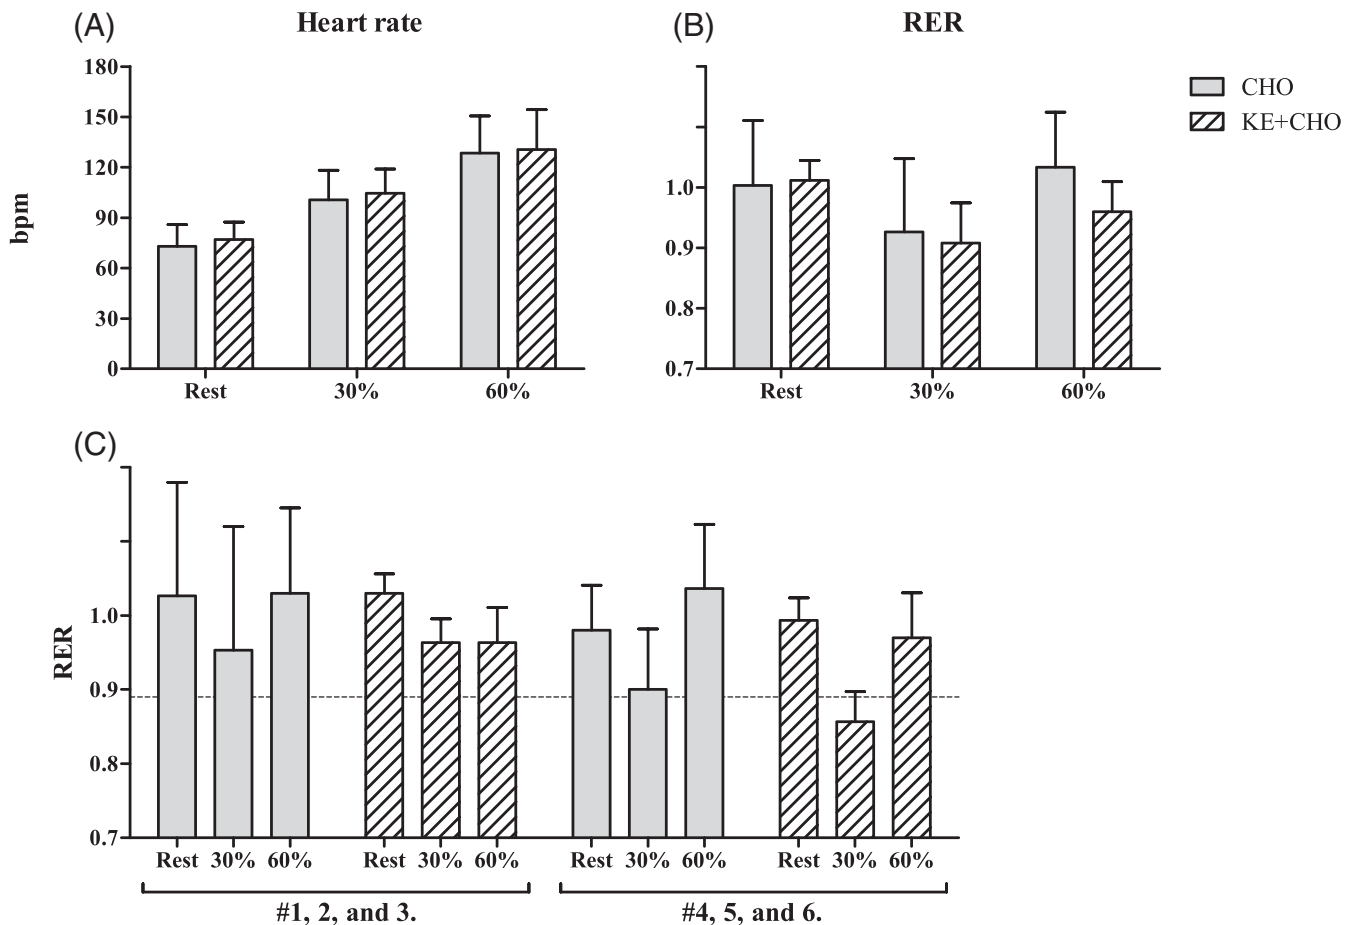 (A)
Heart rate
(B)
RER
CHO
KE+CHO
bpm
180
150
120
90
60
30
0
Rest 30% 60%
1.0
0.9
0.8
0.7
Rest 30% 60%
(C)
RER
1.0
0.9
0.8
0.7
Rest 30% 60% Rest 30% 60% Rest 30% 60% Rest 30% 60%
#1, 2, and 3. #4, 5, and 6.